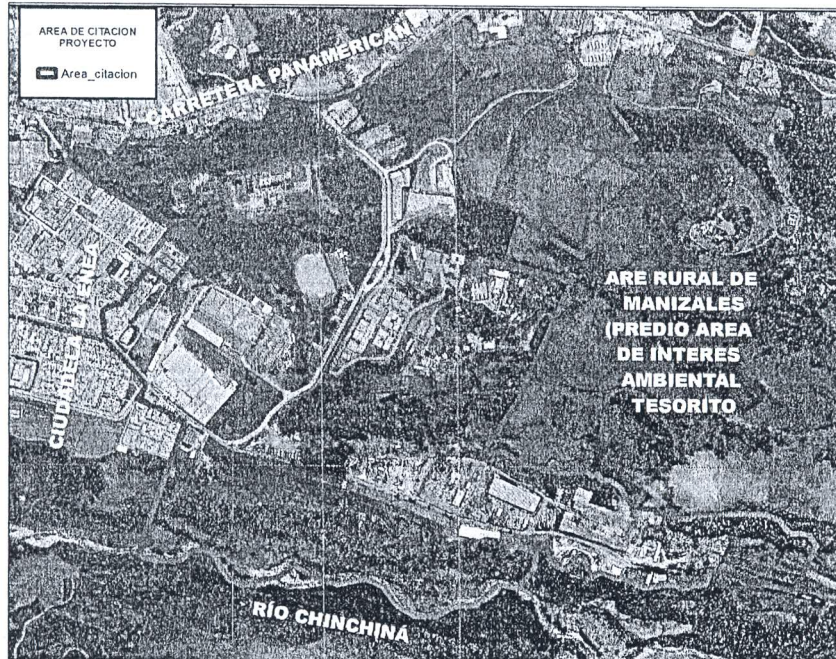 AREA DE CITACION
PROYECTO
Area_citacion
CARRETERA PANAMERICAN
CIUDADELA LA ENEA
ARE RURAL DE
MANIZALES
(PREDIO AREA
DE INTERES
AMBIENTAL
TESORITO
RÍO CHINCHINA